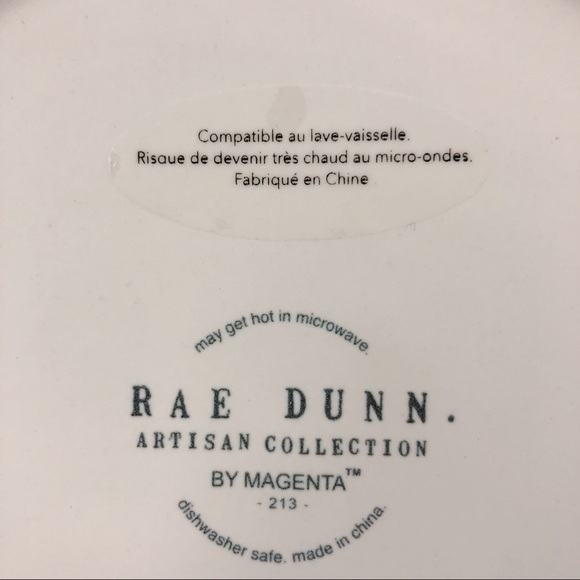 Compatible au lave-vaisselle.
Risque de devenir très chaud au micro-ondes.
Fabriqué en Chine
may get hot in microwave.
RAE DUNN.
ARTISAN COLLECTION
BY MAGENTA™
- 213 -
dishwasher safe. made in china.